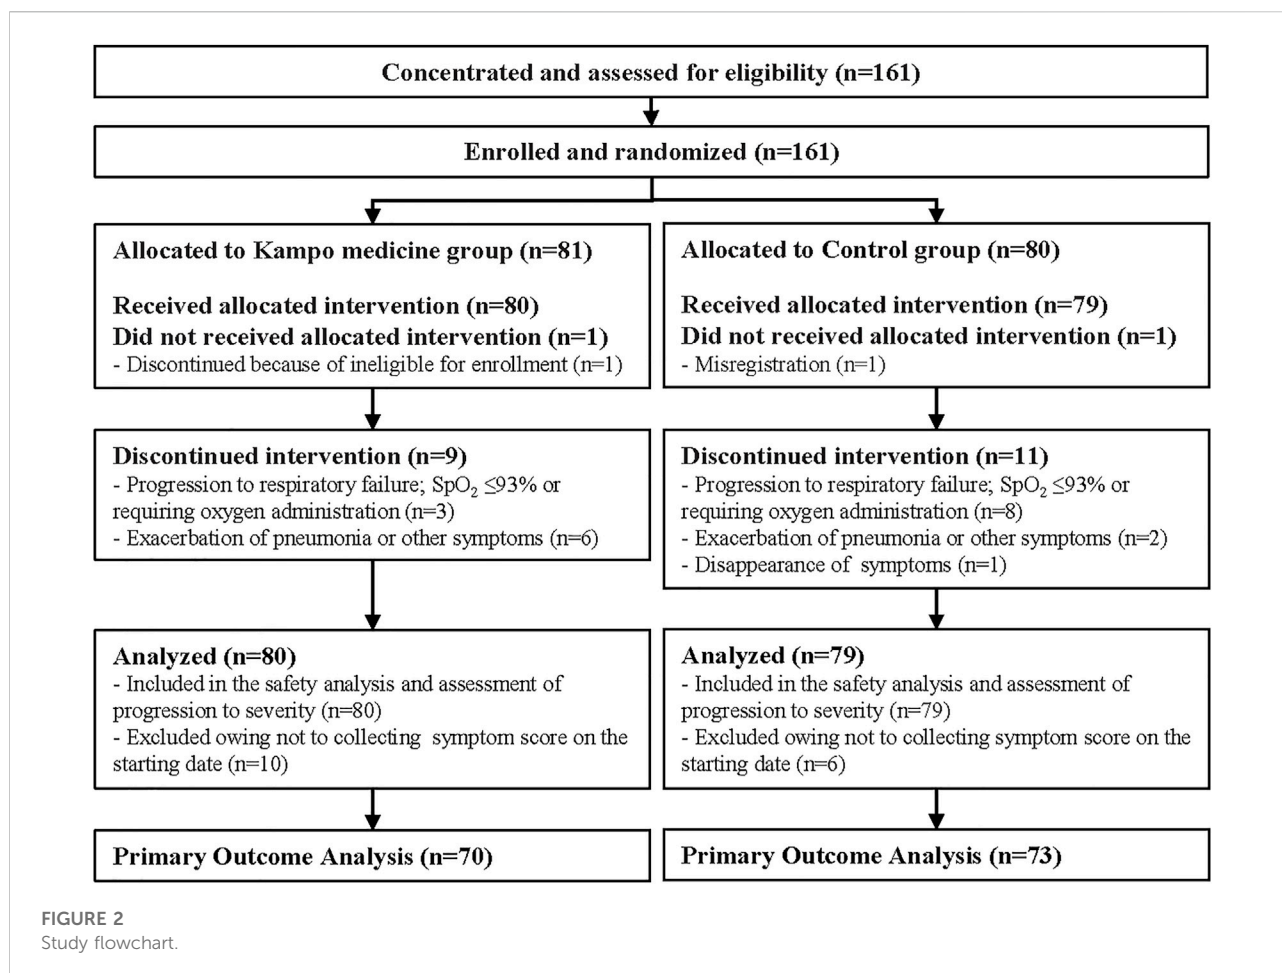 Concentrated and assessed for eligibility (n=161)
Enrolled and randomized (n=161)
Allocated to Kampo medicine group (n=81)
Received allocated intervention (n=80)
Did not received allocated intervention (n=1)
- Discontinued because of ineligible for enrollment (n=1)
Allocated to Control group (n=80)
Received allocated intervention (n=79)
Did not received allocated intervention (n=1)
- Misregistration (n=1)
Discontinued intervention (n=9)
- Progression to respiratory failure; SpO₂ ≤93% or
requiring oxygen administration (n=3)
- Exacerbation of pneumonia or other symptoms (n=6)
Discontinued intervention (n=11)
- Progression to respiratory failure; SpO₂ ≤93% or
requiring oxygen administration (n=8)
- Exacerbation of pneumonia or other symptoms (n=2)
- Disappearance of symptoms (n=1)
Analyzed (n=80)
- Included in the safety analysis and assessment of
progression to severity (n=80)
- Excluded owing not to collecting symptom score on the
starting date (n=10)
Analyzed (n=79)
- Included in the safety analysis and assessment of
progression to severity (n=79)
- Excluded owing not to collecting symptom score on the
starting date (n=6)
Primary Outcome Analysis (n=70)
Primary Outcome Analysis (n=73)
FIGURE 2
Study flowchart.